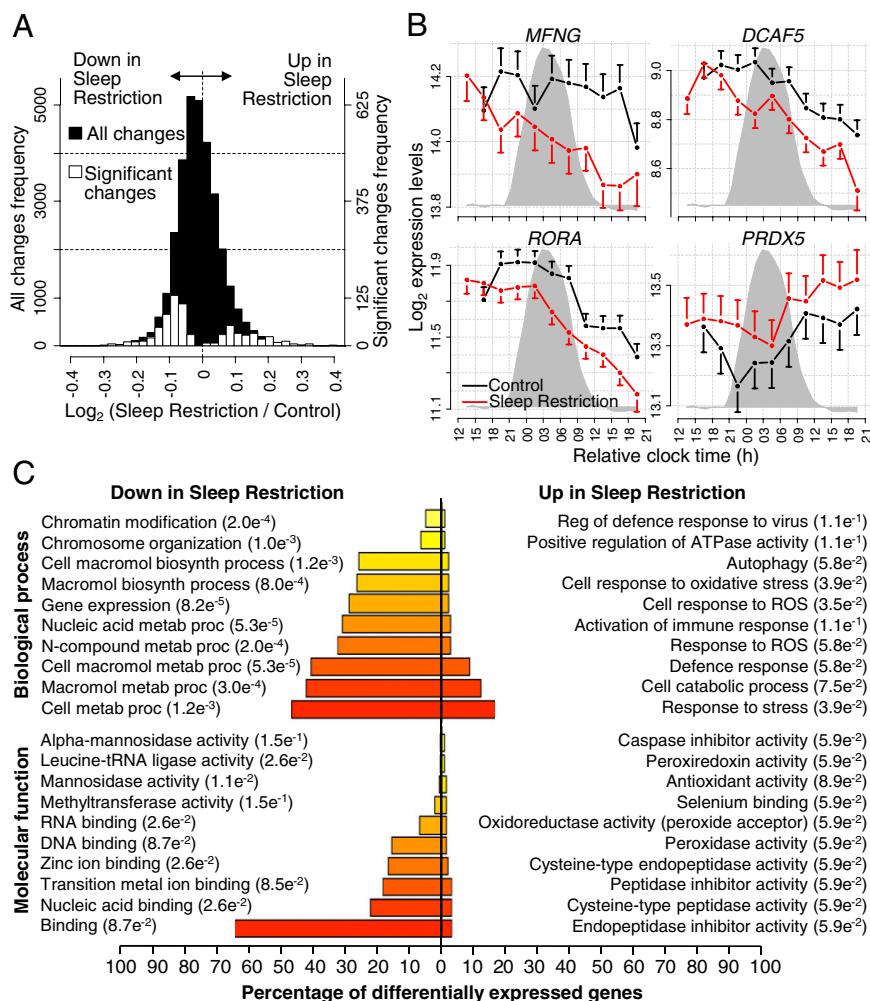 A
Down in Sleep Restriction
Up in Sleep Restriction
All changes
Significant changes
All changes frequency
5000
3000
1000
0
Significant changes frequency
625
375
125
0
-0.4 -0.3 -0.2 -0.1 0 0.1 0.2 0.3 0.4
Log2 (Sleep Restriction / Control)
B
MFNG
DCAF5
14.2
14.0
13.8
9.0
8.8
8.6
RORA
PRDX5
Log2 expression levels
11.9
11.5
11.1
13.5
13.3
13.1
Control
Sleep Restriction
12 15 18 21 00 03 06 09 12 15 18 21
12 15 18 21 00 03 06 09 12 15 18 21
Relative clock time (h)
C
Down in Sleep Restriction
Up in Sleep Restriction
Biological process
Chromatin modification (2.0e-4)
Reg of defence response to virus (1.1e-1)
Chromosome organization (1.0e-3)
Positive regulation of ATPase activity (1.1e-1)
Cell macromol biosynth process (1.2e-3)
Autophagy (5.8e-2)
Macromol biosynth process (8.0e-4)
Cell response to oxidative stress (3.9e-2)
Gene expression (8.2e-5)
Cell response to ROS (3.5e-2)
Nucleic acid metab proc (5.3e-5)
Activation of immune response (1.1e-1)
N-compound metab proc (2.0e-4)
Response to ROS (5.8e-2)
Cell macromol metab proc (5.3e-5)
Defence response (5.8e-2)
Macromol metab proc (3.0e-4)
Cell catabolic process (7.5e-2)
Cell metab proc (1.2e-3)
Response to stress (3.9e-2)
Molecular function
Alpha-mannosidase activity (1.5e-1)
Caspase inhibitor activity (5.9e-2)
Leucine-tRNA ligase activity (2.6e-2)
Peroxiredoxin activity (5.9e-2)
Mannosidase activity (1.1e-2)
Antioxidant activity (8.9e-2)
Methyltransferase activity (1.5e-1)
Selenium binding (5.9e-2)
RNA binding (2.6e-2)
Oxidoreductase activity (peroxide acceptor) (5.9e-2)
DNA binding (8.7e-2)
Peroxidase activity (5.9e-2)
Zinc ion binding (2.6e-2)
Cysteine-type endopeptidase activity (5.9e-2)
Transition metal ion binding (8.5e-2)
Peptidase inhibitor activity (5.9e-2)
Nucleic acid binding (2.6e-2)
Cysteine-type peptidase activity (5.9e-2)
Binding (8.7e-2)
Endopeptidase inhibitor activity (5.9e-2)
100 90 80 70 60 50 40 30 20 10 0 10 20 30 40 50 60 70 80 90 100
Percentage of differentially expressed genes